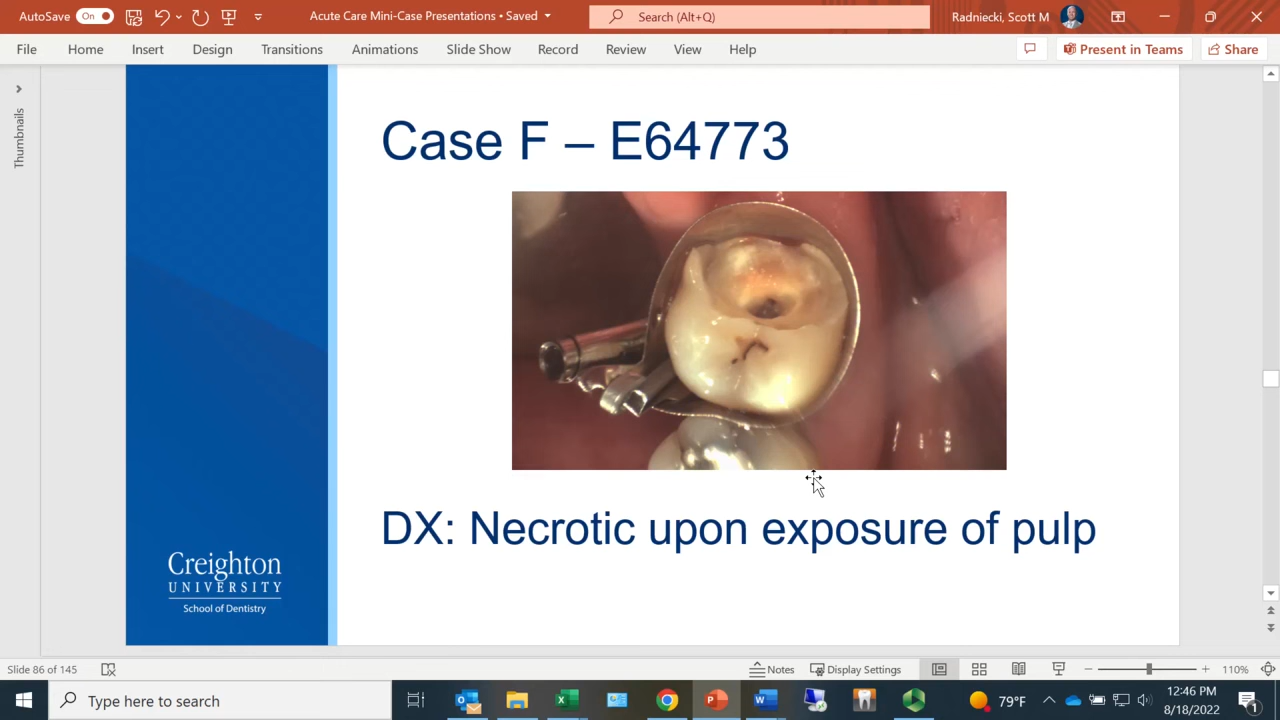 AutoSave On Acute Care Mini-Case Presentations • Saved Search (Alt+Q) Radniecki, Scott M
File Home Insert Design Transitions Animations Slide Show Record Review View Help Present in Teams Share
Thumbnails
Case F – E64773
DX: Necrotic upon exposure of pulp
Creighton
UNIVERSITY
School of Dentistry
Slide 86 of 145 Notes Display Settings 110%
Type here to search 79°F 12:46 PM
8/18/2022 1